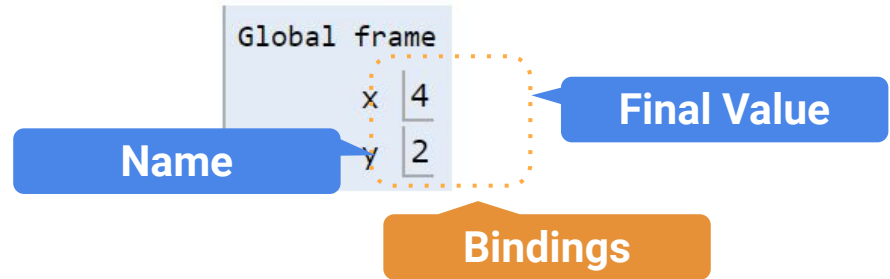 Global frame
x 4
Final Value
Name
y 2
Bindings